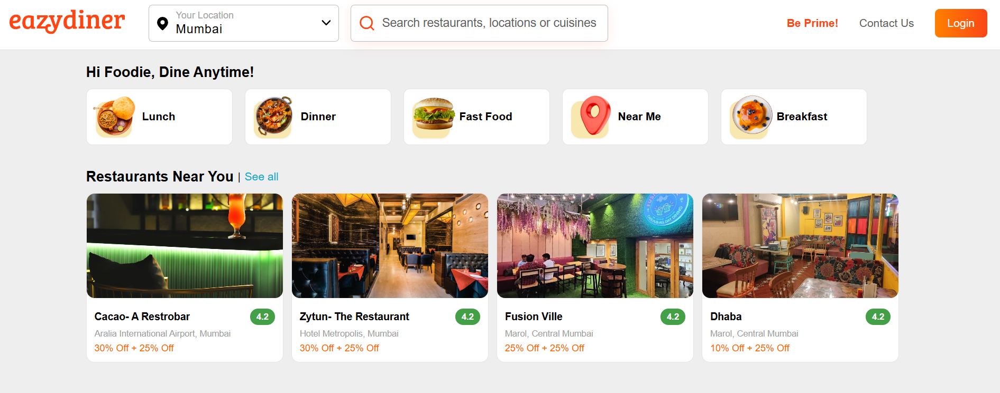 eazydiner
Your Location
Mumbai
Search restaurants, locations or cuisines
Be Prime!
Contact Us
Login
Hi Foodie, Dine Anytime!
Lunch
Dinner
Fast Food
Near Me
Breakfast
Restaurants Near You | See all
Cacao- A Restrobar
4.2
Aralia International Airport, Mumbai
30% Off + 25% Off
Zytun- The Restaurant
4.2
Hotel Metropolis, Mumbai
30% Off + 25% Off
ALL DAY DINING
Fusion Ville
4.2
Marol, Central Mumbai
25% Off + 25% Off
Dhaba
4.2
Marol, Central Mumbai
10% Off + 25% Off